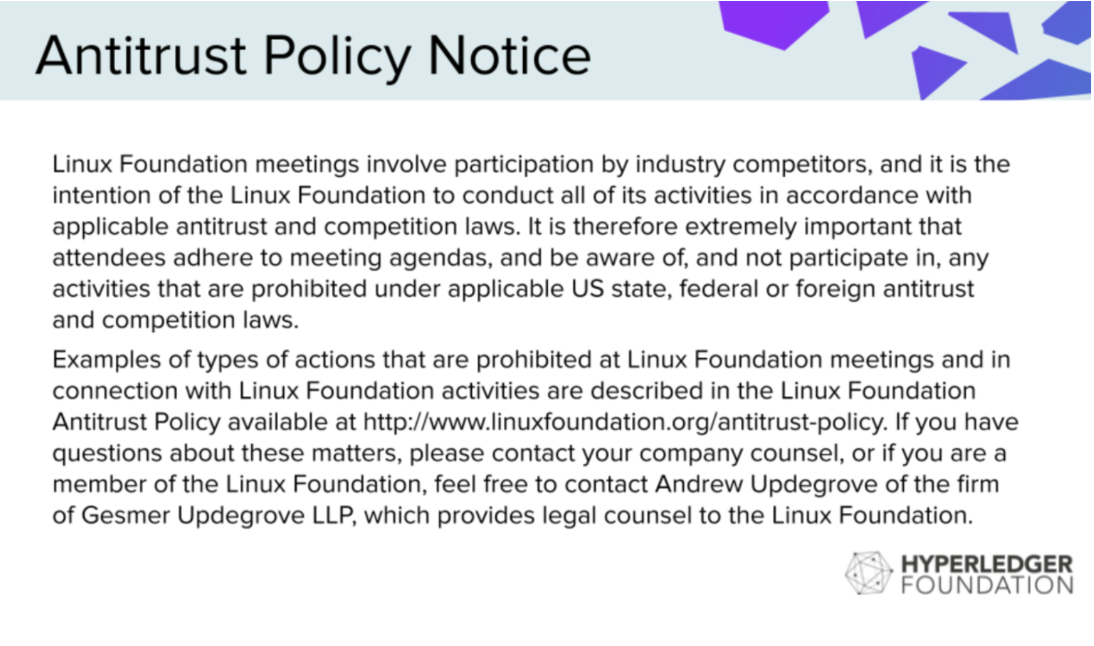 Antitrust Policy Notice
Linux Foundation meetings involve participation by industry competitors, and it is the
intention of the Linux Foundation to conduct all of its activities in accordance with
applicable antitrust and competition laws. It is therefore extremely important that
attendees adhere to meeting agendas, and be aware of, and not participate in, any
activities that are prohibited under applicable US state, federal or foreign antitrust
and competition laws.
Examples of types of actions that are prohibited at Linux Foundation meetings and in
connection with Linux Foundation activities are described in the Linux Foundation
Antitrust Policy available at http://www.linuxfoundation.org/antitrust-policy. If you have
questions about these matters, please contact your company counsel, or if you are a
member of the Linux Foundation, feel free to contact Andrew Updegrove of the firm
of Gesmer Updegrove LLP, which provides legal counsel to the Linux Foundation.
HYPERLEDGER
FOUNDATION